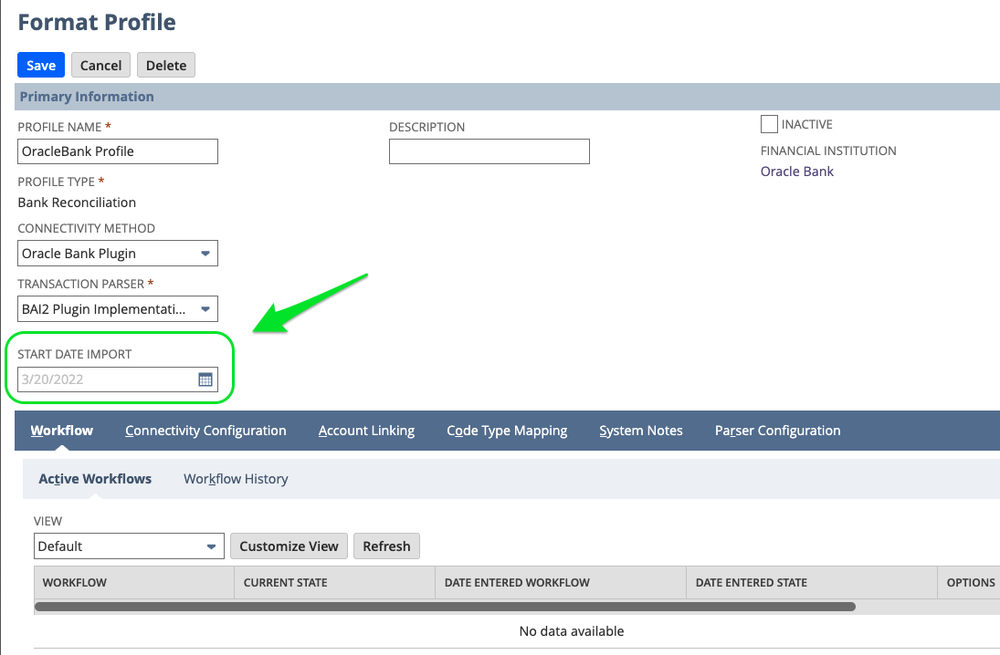 Format Profile
Save Cancel Delete
Primary Information
PROFILE NAME *
OracleBank Profile
PROFILE TYPE *
Bank Reconciliation
CONNECTIVITY METHOD
Oracle Bank Plugin
TRANSACTION PARSER *
BAI2 Plugin Implementati...
START DATE IMPORT
3/20/2022
DESCRIPTION
INACTIVE
FINANCIAL INSTITUTION
Oracle Bank
Workflow Connectivity Configuration Account Linking Code Type Mapping System Notes Parser Configuration
Active Workflows Workflow History
VIEW
Default Customize View Refresh
WORKFLOW CURRENT STATE DATE ENTERED WORKFLOW DATE ENTERED STATE OPTIONS
No data available